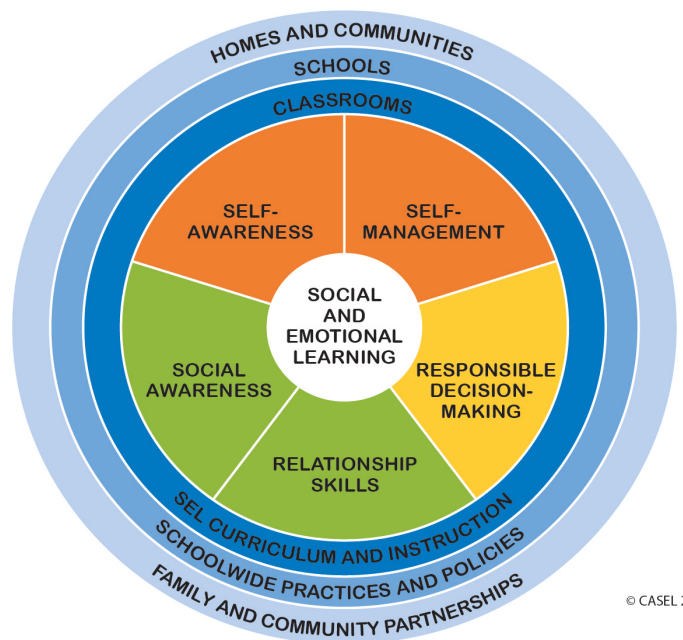 HOMES AND COMMUNITIES
SCHOOLS
CLASSROOMS
SELF-
AWARENESS
SELF-
MANAGEMENT
SOCIAL
AND
EMOTIONAL
LEARNING
SOCIAL
AWARENESS
RESPONSIBLE
DECISION-
MAKING
RELATIONSHIP
SKILLS
SEL CURRICULUM AND INSTRUCTION
SCHOOLWIDE PRACTICES AND POLICIES
FAMILY AND COMMUNITY PARTNERSHIPS
© CASEL